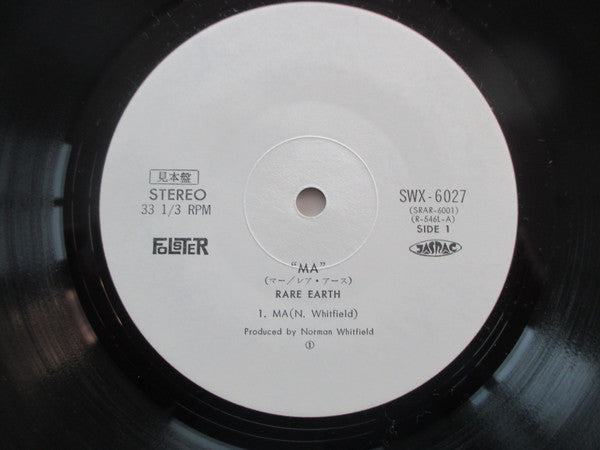 見本盤
STEREO
33 1/3 RPM
FOLSTER
SWX-6027
(SRAR-6001)
(R-546L-A)
SIDE 1
JASRAC
"MA"
(マー/レア・アース)
RARE EARTH
1. MA(N. Whitfield)
Produced by Norman Whitfield
①